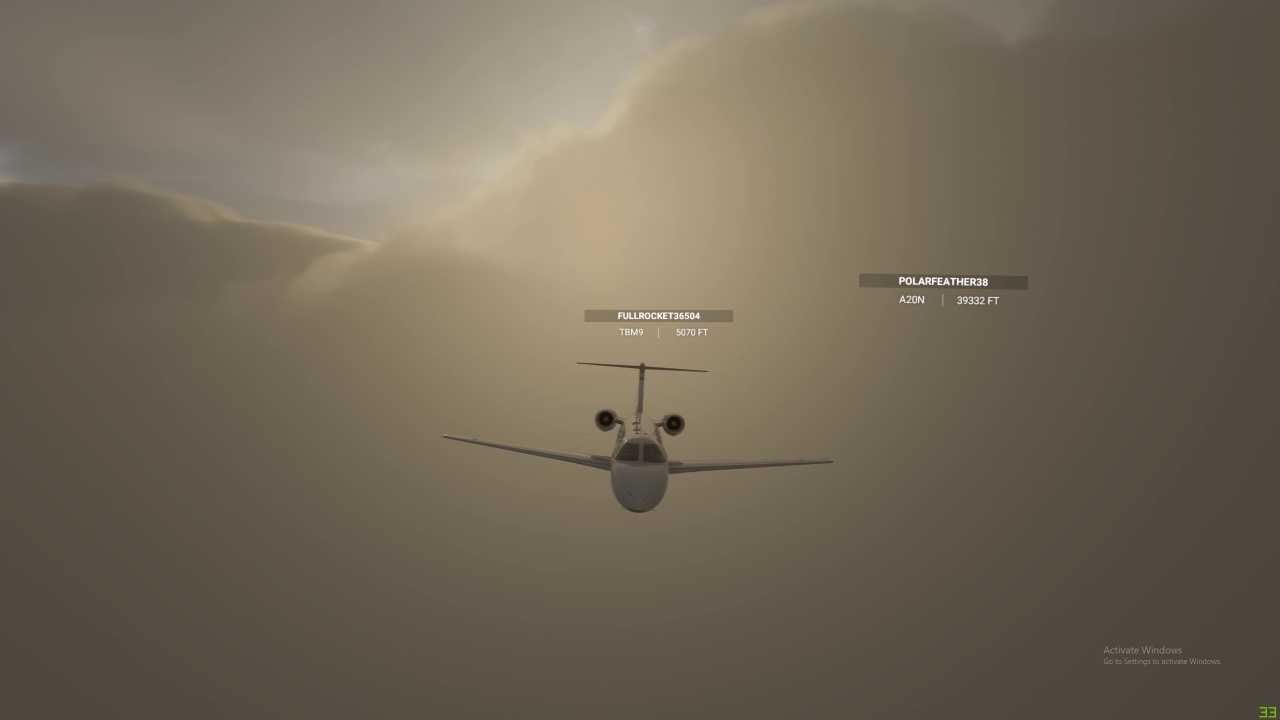 POLARFEATHER38
A20N | 39332 FT
FULLROCKET36504
TBM9 | 5070 FT
Activate Windows
Go to Settings to activate Windows.
33